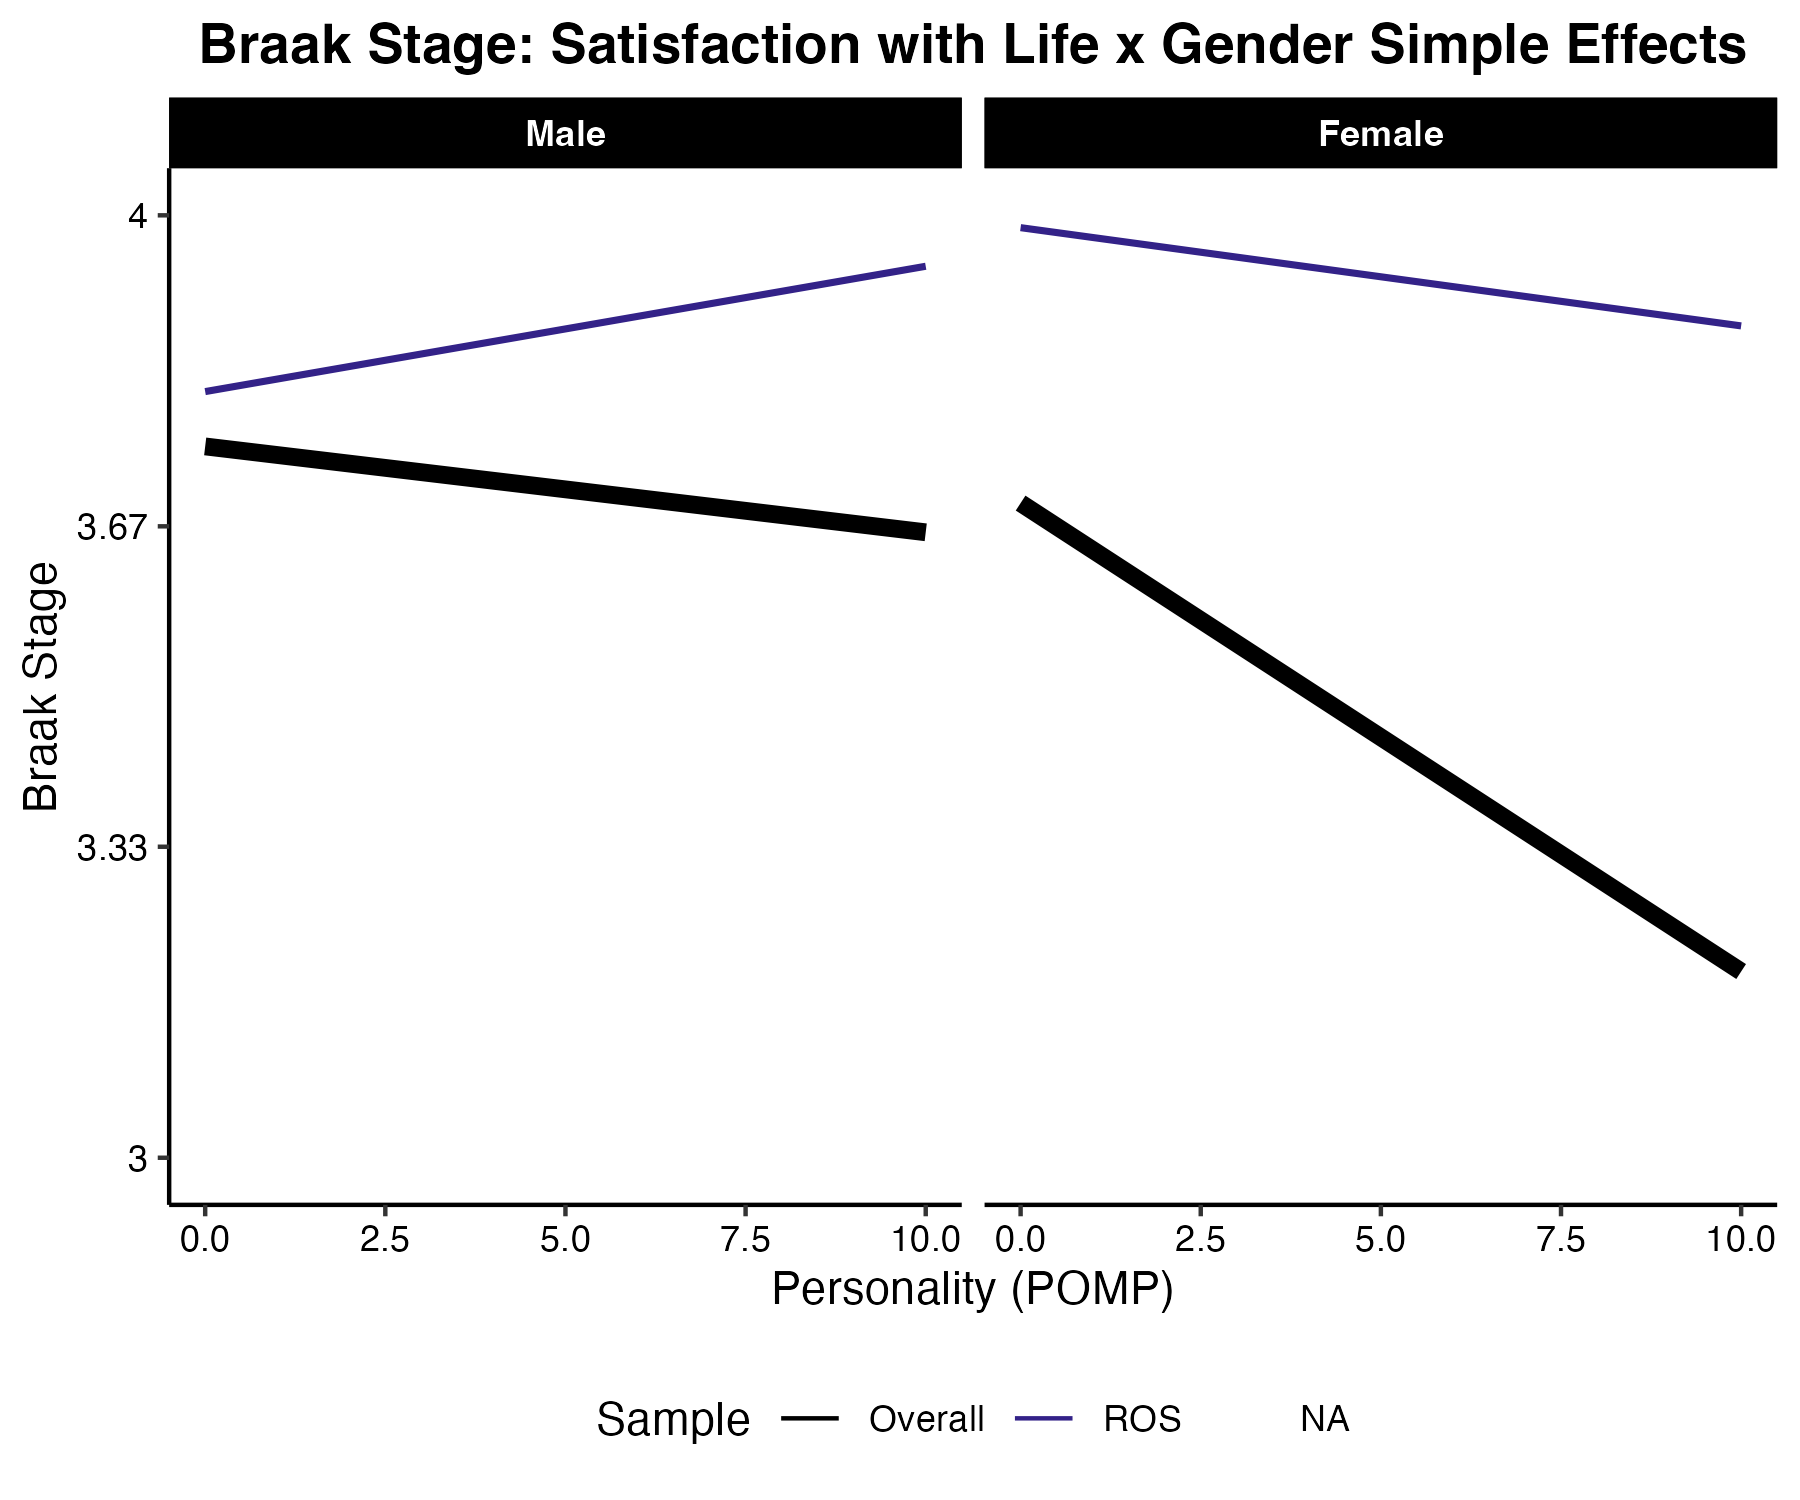 Braak Stage: Satisfaction with Life x Gender Simple Effects
Male
Female
Braak Stage
4
3.67
3.33
3
0.0 2.5 5.0 7.5 10.0
0.0 2.5 5.0 7.5 10.0
Personality (POMP)
Sample Overall ROS NA